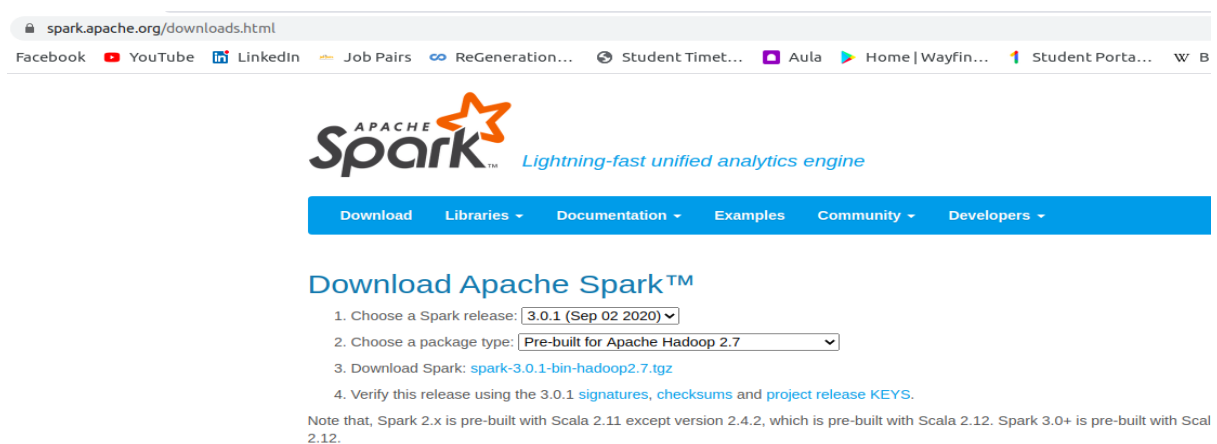 spark.apache.org/downloads.html
Facebook YouTube LinkedIn Job Pairs ReGeneration... Student Timet... Aula Home | Wayfin... Student Porta... W B
APACHE
Spark™ Lightning-fast unified analytics engine
Download Libraries Documentation Examples Community Developers
Download Apache Spark™
1. Choose a Spark release: 3.0.1 (Sep 02 2020)
2. Choose a package type: Pre-built for Apache Hadoop 2.7
3. Download Spark: spark-3.0.1-bin-hadoop2.7.tgz
4. Verify this release using the 3.0.1 signatures, checksums and project release KEYS.
Note that, Spark 2.x is pre-built with Scala 2.11 except version 2.4.2, which is pre-built with Scala 2.12. Spark 3.0+ is pre-built with Scal
2.12.